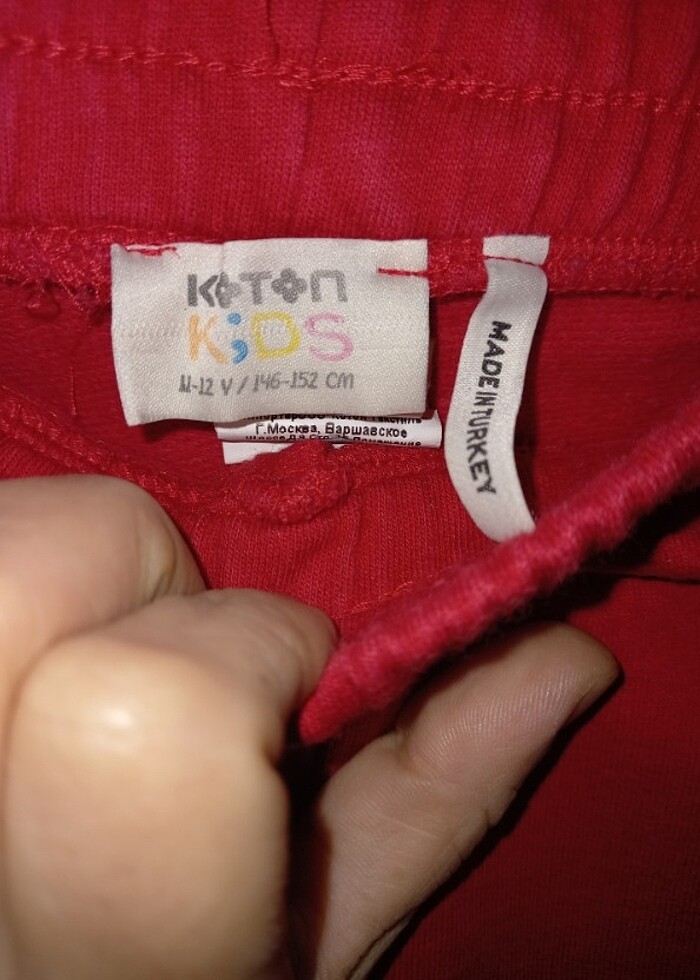 KOTON
KiDS
11-12 Y / 146-152 CM
Г.Москва, Варшавское
MADE IN TURKEY